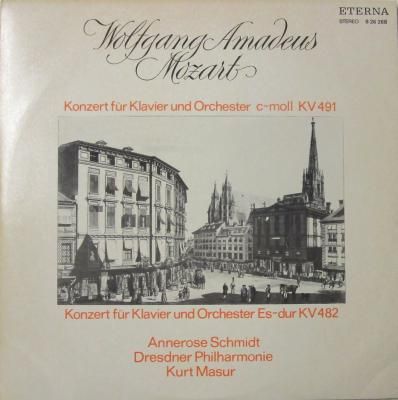 Wolfgang Amadeus
Mozart
ETERNA
STEREO 8 26 268
Konzert für Klavier und Orchester c-moll KV 491
Konzert für Klavier und Orchester Es-dur KV 482
Annerose Schmidt
Dresdner Philharmonie
Kurt Masur